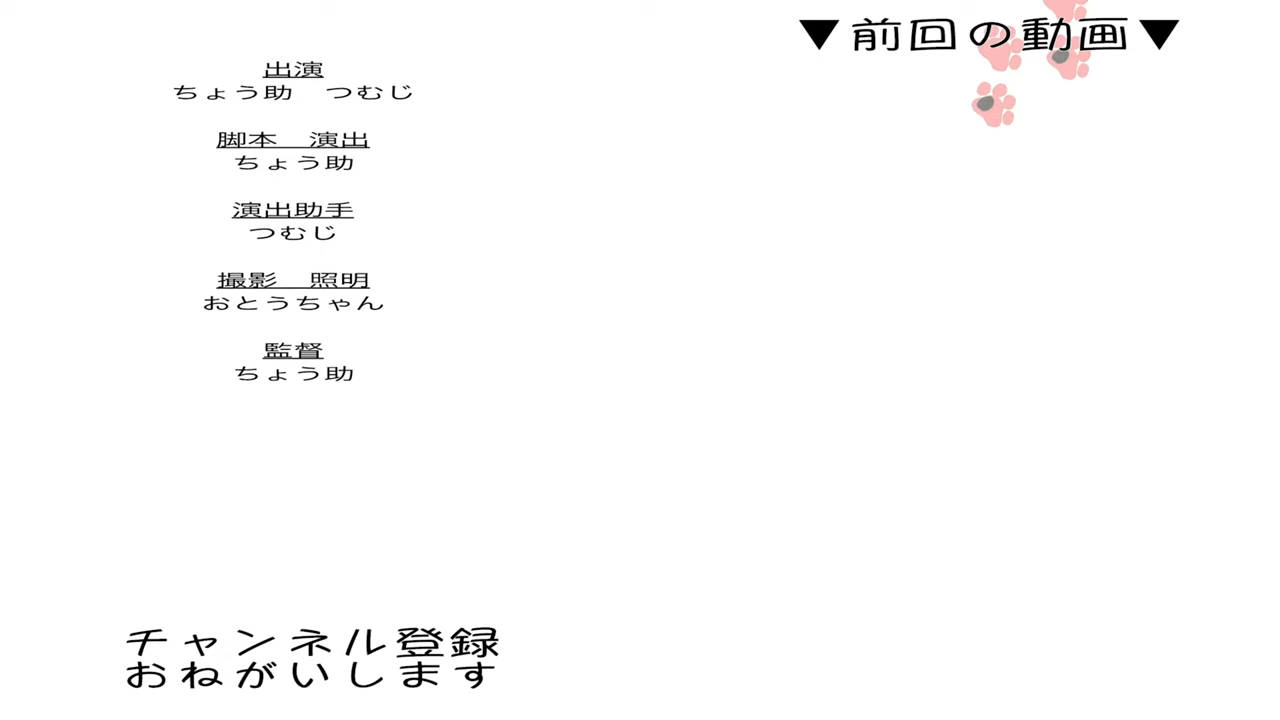 ▼前回の動画▼
出演
ちょう助　つむじ
脚本　演出
ちょう助
演出助手
つむじ
撮影　照明
おとうちゃん
監督
ちょう助
チャンネル登録
おねがいします